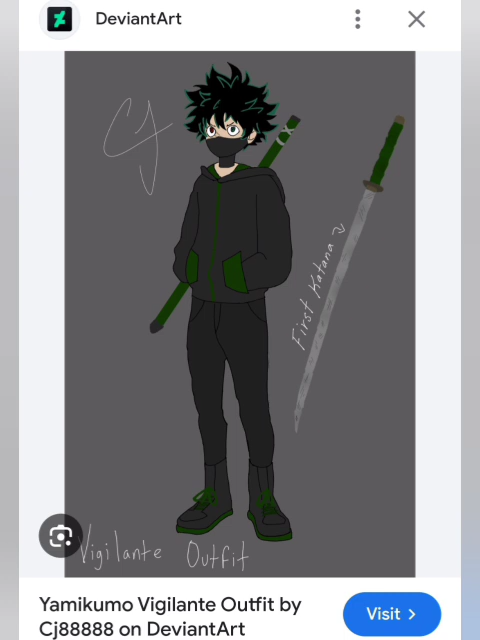 DeviantArt
Cj
First Katana
Vigilante Outfit
Yamikumo Vigilante Outfit by
Cj88888 on DeviantArt
Visit